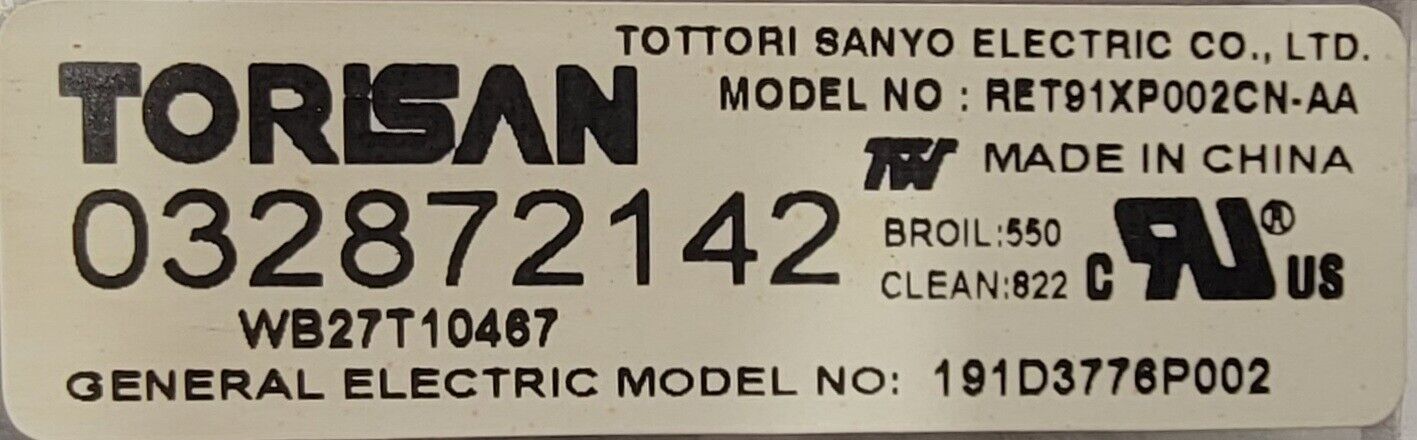 TOTTORI SANYO ELECTRIC CO., LTD.
TORISAN
MODEL NO : RET91XP002CN-AA
MADE IN CHINA
032872142
BROIL:550
CLEAN:822
C RU® US
WB27T10467
GENERAL ELECTRIC MODEL NO: 191D3776P002